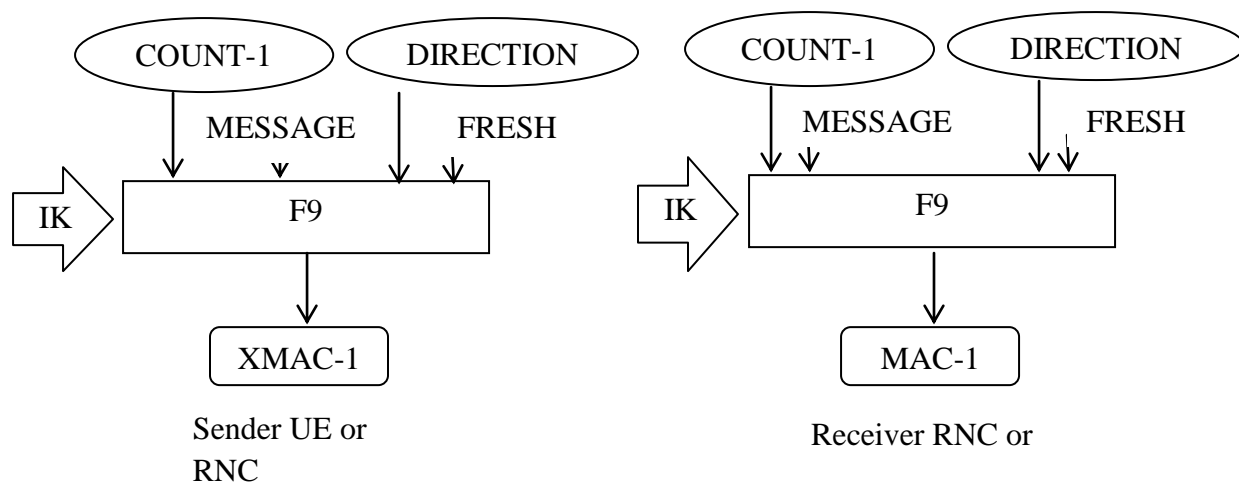 COUNT-1 DIRECTION
MESSAGE FRESH
IK F9
XMAC-1
Sender UE or
RNC
COUNT-1 DIRECTION
MESSAGE FRESH
IK F9
MAC-1
Receiver RNC or